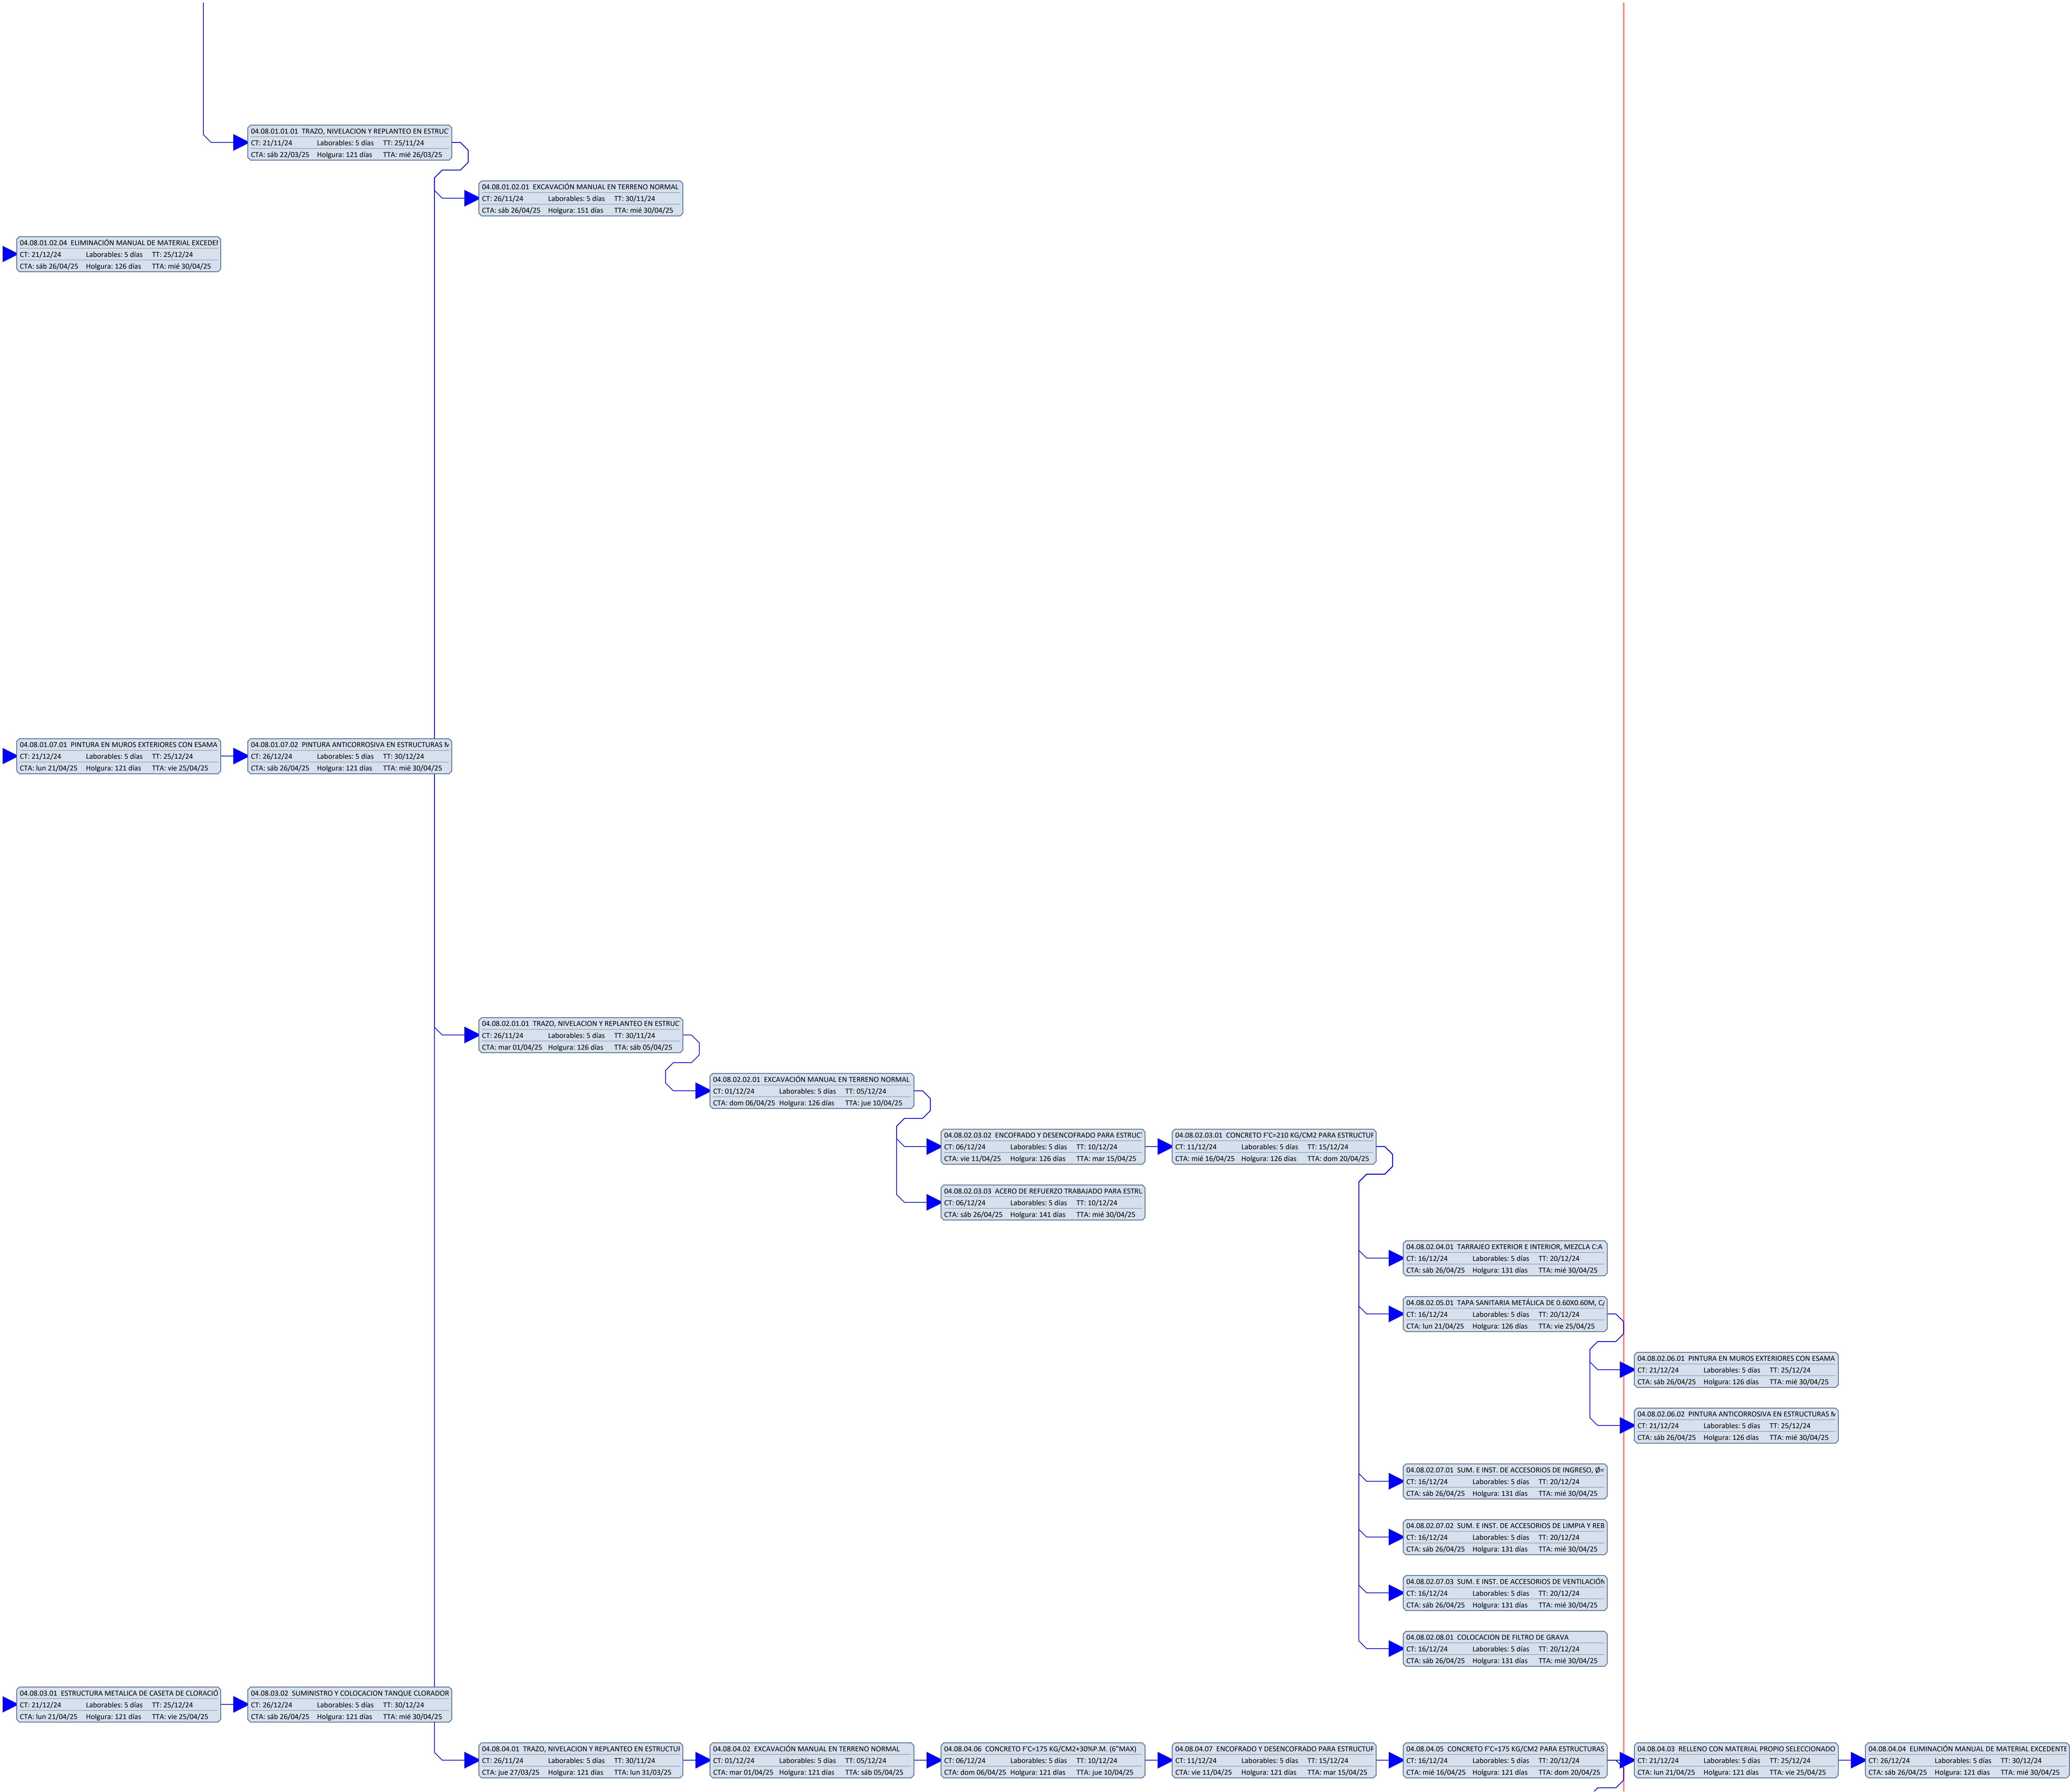 04.08.01.01.01 TRAZO, NIVELACION Y REPLANTEO EN ESTRUC
CT: 21/11/24 Laborables: 5 días TT: 25/11/24
CTA: sáb 22/03/25 Holgura: 121 días TTA: mié 26/03/25
04.08.01.02.01 EXCAVACIÓN MANUAL EN TERRENO NORMAL
CT: 26/11/24 Laborables: 5 días TT: 30/11/24
CTA: sáb 26/04/25 Holgura: 151 días TTA: mié 30/04/25
04.08.01.02.04 ELIMINACIÓN MANUAL DE MATERIAL EXCEDEN
CT: 21/12/24 Laborables: 5 días TT: 25/12/24
CTA: sáb 26/04/25 Holgura: 126 días TTA: mié 30/04/25
04.08.01.07.01 PINTURA EN MUROS EXTERIORES CON ESAMA
CT: 21/12/24 Laborables: 5 días TT: 25/12/24
CTA: lun 21/04/25 Holgura: 121 días TTA: vie 25/04/25
04.08.01.07.02 PINTURA ANTICORROSIVA EN ESTRUCTURAS M
CT: 26/12/24 Laborables: 5 días TT: 30/12/24
CTA: sáb 26/04/25 Holgura: 121 días TTA: mié 30/04/25
04.08.02.01.01 TRAZO, NIVELACION Y REPLANTEO EN ESTRUC
CT: 26/11/24 Laborables: 5 días TT: 30/11/24
CTA: mar 01/04/25 Holgura: 126 días TTA: sáb 05/04/25
04.08.02.02.01 EXCAVACIÓN MANUAL EN TERRENO NORMAL
CT: 01/12/24 Laborables: 5 días TT: 05/12/24
CTA: dom 06/04/25 Holgura: 126 días TTA: jue 10/04/25
04.08.02.03.02 ENCOFRADO Y DESENCOFRADO PARA ESTRUCT
CT: 06/12/24 Laborables: 5 días TT: 10/12/24
CTA: vie 11/04/25 Holgura: 126 días TTA: mar 15/04/25
04.08.02.03.01 CONCRETO F'C=210 KG/CM2 PARA ESTRUCTUR
CT: 11/12/24 Laborables: 5 días TT: 15/12/24
CTA: mié 16/04/25 Holgura: 126 días TTA: dom 20/04/25
04.08.02.03.03 ACERO DE REFUERZO TRABAJADO PARA ESTRU
CT: 06/12/24 Laborables: 5 días TT: 10/12/24
CTA: sáb 26/04/25 Holgura: 141 días TTA: mié 30/04/25
04.08.02.04.01 TARRAJEO EXTERIOR E INTERIOR, MEZCLA C:A
CT: 16/12/24 Laborables: 5 días TT: 20/12/24
CTA: sáb 26/04/25 Holgura: 131 días TTA: mié 30/04/25
04.08.02.05.01 TAPA SANITARIA METÁLICA DE 0.60X0.60M, C/
CT: 16/12/24 Laborables: 5 días TT: 20/12/24
CTA: lun 21/04/25 Holgura: 126 días TTA: vie 25/04/25
04.08.02.06.01 PINTURA EN MUROS EXTERIORES CON ESAMA
CT: 21/12/24 Laborables: 5 días TT: 25/12/24
CTA: sáb 26/04/25 Holgura: 126 días TTA: mié 30/04/25
04.08.02.06.02 PINTURA ANTICORROSIVA EN ESTRUCTURAS M
CT: 21/12/24 Laborables: 5 días TT: 25/12/24
CTA: sáb 26/04/25 Holgura: 126 días TTA: mié 30/04/25
04.08.02.07.01 SUM. E INST. DE ACCESORIOS DE INGRESO, Ø=
CT: 16/12/24 Laborables: 5 días TT: 20/12/24
CTA: sáb 26/04/25 Holgura: 131 días TTA: mié 30/04/25
04.08.02.07.02 SUM. E INST. DE ACCESORIOS DE LIMPIA Y REB
CT: 16/12/24 Laborables: 5 días TT: 20/12/24
CTA: sáb 26/04/25 Holgura: 131 días TTA: mié 30/04/25
04.08.02.07.03 SUM. E INST. DE ACCESORIOS DE VENTILACIÓN
CT: 16/12/24 Laborables: 5 días TT: 20/12/24
CTA: sáb 26/04/25 Holgura: 131 días TTA: mié 30/04/25
04.08.02.08.01 COLOCACION DE FILTRO DE GRAVA
CT: 16/12/24 Laborables: 5 días TT: 20/12/24
CTA: sáb 26/04/25 Holgura: 131 días TTA: mié 30/04/25
04.08.03.01 ESTRUCTURA METALICA DE CASETA DE CLORACIÓ
CT: 21/12/24 Laborables: 5 días TT: 25/12/24
CTA: lun 21/04/25 Holgura: 121 días TTA: vie 25/04/25
04.08.03.02 SUMINISTRO Y COLOCACION TANQUE CLORADOR
CT: 26/12/24 Laborables: 5 días TT: 30/12/24
CTA: sáb 26/04/25 Holgura: 121 días TTA: mié 30/04/25
04.08.04.01 TRAZO, NIVELACION Y REPLANTEO EN ESTRUCTUR
CT: 26/11/24 Laborables: 5 días TT: 30/11/24
CTA: jue 27/03/25 Holgura: 121 días TTA: lun 31/03/25
04.08.04.02 EXCAVACIÓN MANUAL EN TERRENO NORMAL
CT: 01/12/24 Laborables: 5 días TT: 05/12/24
CTA: mar 01/04/25 Holgura: 121 días TTA: sáb 05/04/25
04.08.04.06 CONCRETO F'C=175 KG/CM2+30%P.M. (6"MAX)
CT: 06/12/24 Laborables: 5 días TT: 10/12/24
CTA: dom 06/04/25 Holgura: 121 días TTA: jue 10/04/25
04.08.04.07 ENCOFRADO Y DESENCOFRADO PARA ESTRUCTUR
CT: 11/12/24 Laborables: 5 días TT: 15/12/24
CTA: vie 11/04/25 Holgura: 121 días TTA: mar 15/04/25
04.08.04.05 CONCRETO F'C=175 KG/CM2 PARA ESTRUCTURAS
CT: 16/12/24 Laborables: 5 días TT: 20/12/24
CTA: mié 16/04/25 Holgura: 121 días TTA: dom 20/04/25
04.08.04.03 RELLENO CON MATERIAL PROPIO SELECCIONADO
CT: 21/12/24 Laborables: 5 días TT: 25/12/24
CTA: lun 21/04/25 Holgura: 121 días TTA: vie 25/04/25
04.08.04.04 ELIMINACIÓN MANUAL DE MATERIAL EXCEDENTE
CT: 26/12/24 Laborables: 5 días TT: 30/12/24
CTA: sáb 26/04/25 Holgura: 121 días TTA: mié 30/04/25